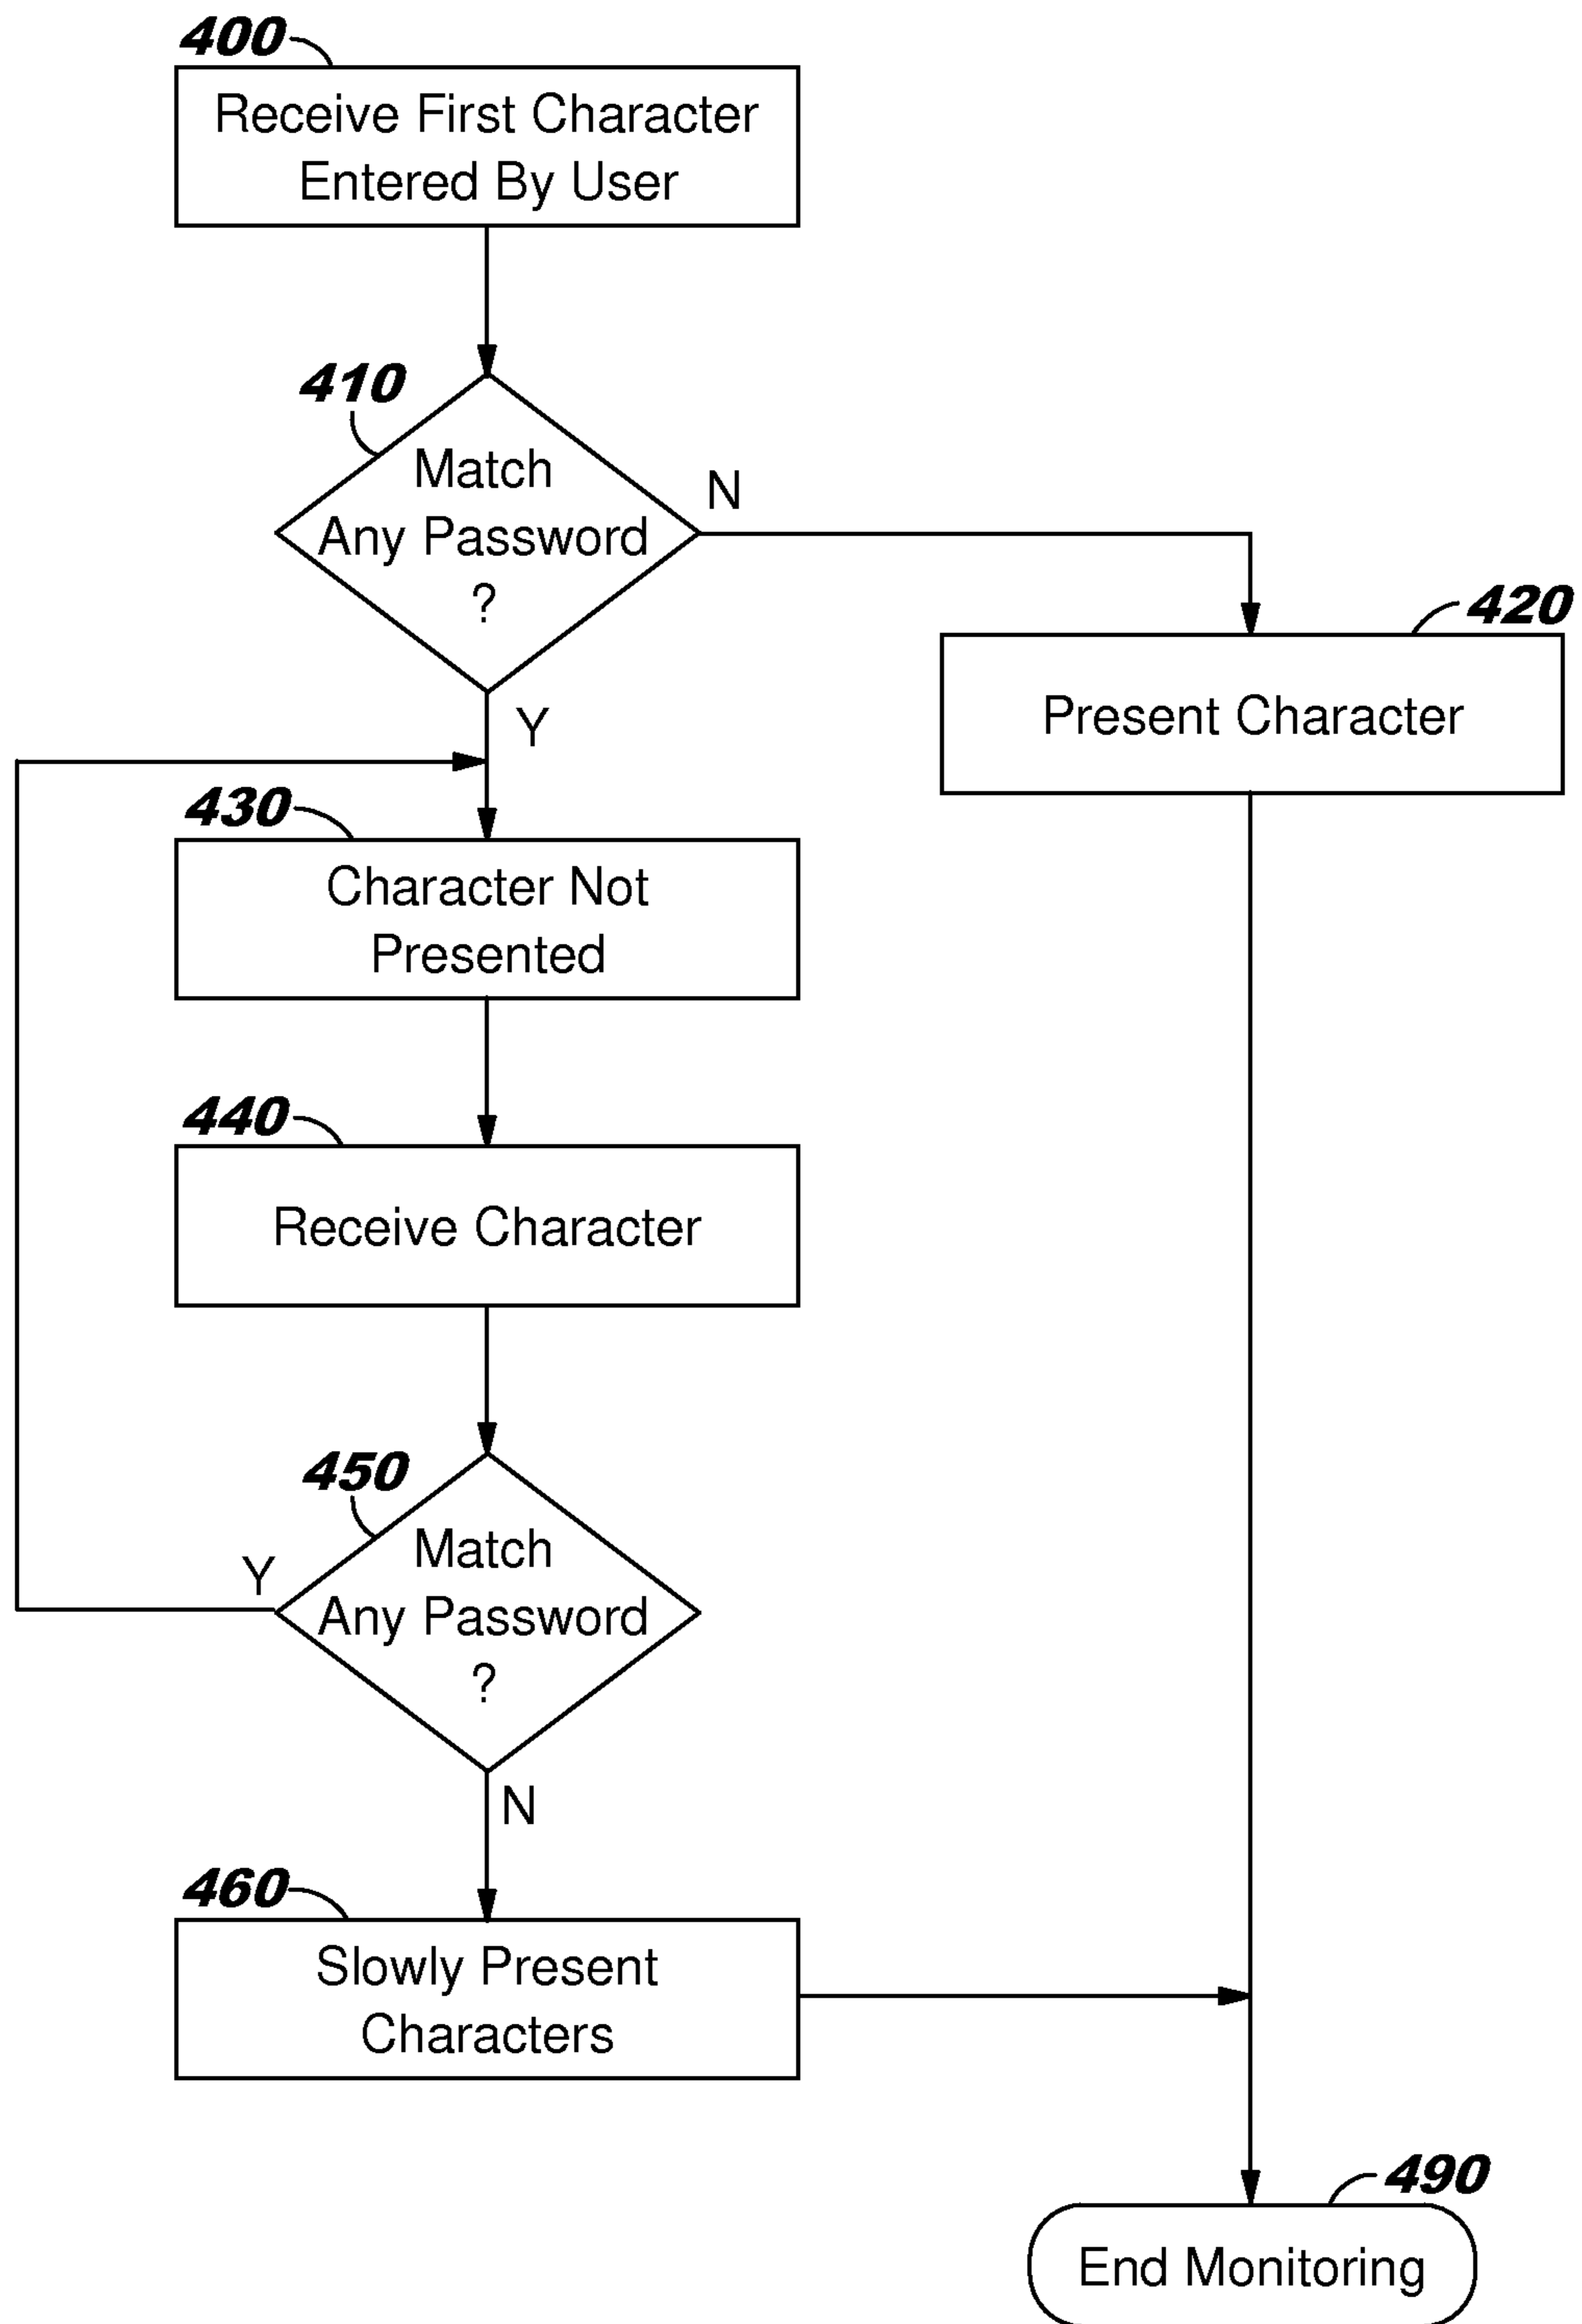 400
Receive First Character
Entered By User
410
Match
Any Password
?
N
420
Present Character
Y
430
Character Not
Presented
440
Receive Character
450
Match
Any Password
?
Y
N
460
Slowly Present
Characters
490
End Monitoring